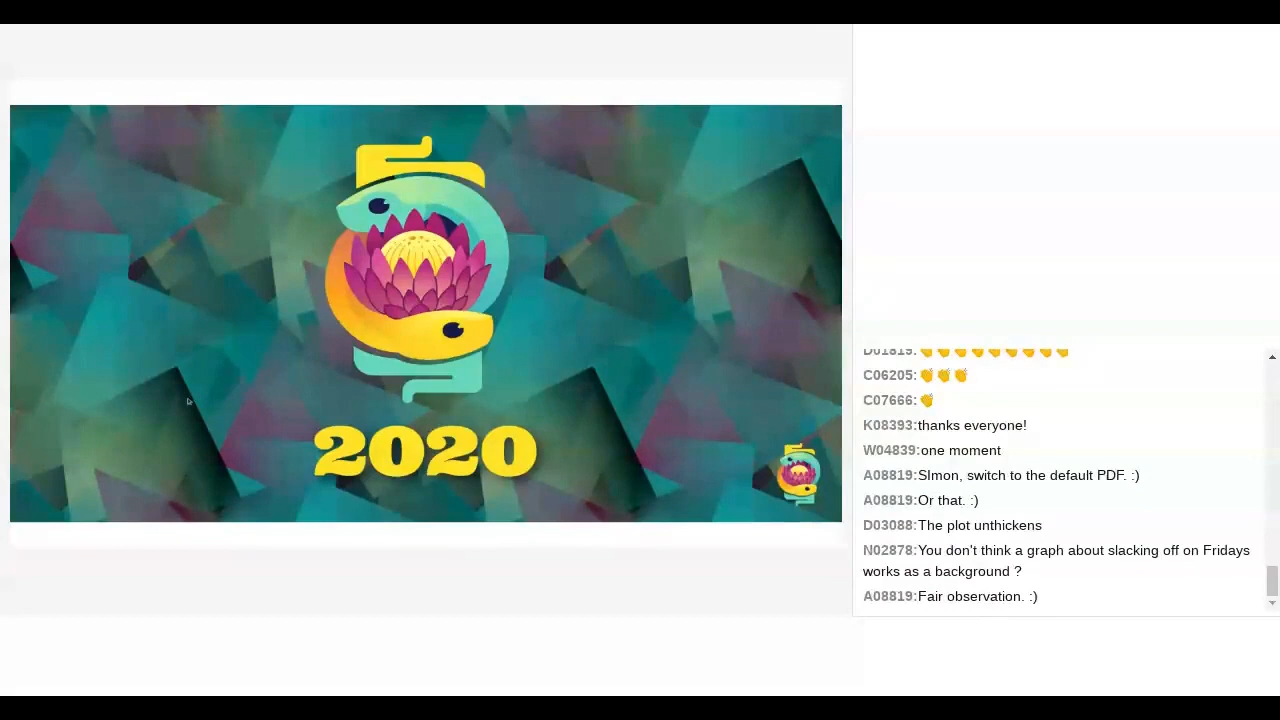 2020
D01819:👏👏👏👏👏👏👏👏👏
C06205:👏👏👏
C07666:👏
K08393:thanks everyone!
W04839:one moment
A08819:SImon, switch to the default PDF. :)
A08819:Or that. :)
D03088:The plot unthickens
N02878:You don't think a graph about slacking off on Fridays
works as a background ?
A08819:Fair observation. :)